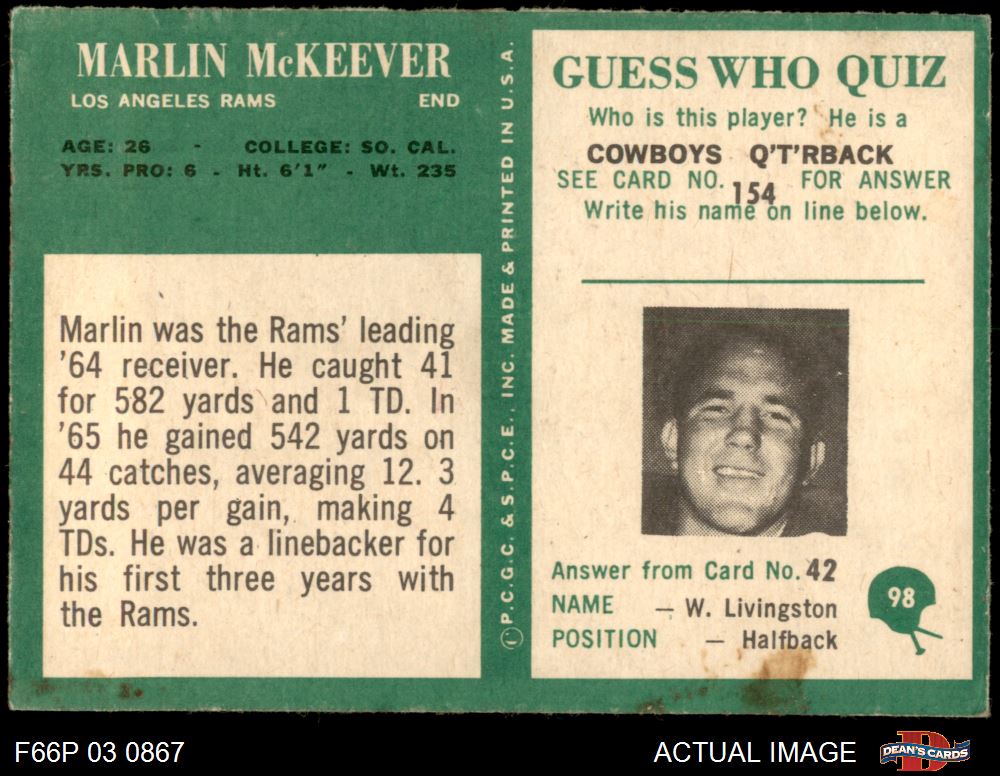 MARLIN McKEEVER
LOS ANGELES RAMS END
AGE: 26 - COLLEGE: SO. CAL.
YRS. PRO: 6 - Ht. 6'1" - Wt. 235
Marlin was the Rams' leading
'64 receiver. He caught 41
for 582 yards and 1 TD. In
'65 he gained 542 yards on
44 catches, averaging 12. 3
yards per gain, making 4
TDs. He was a linebacker for
his first three years with
the Rams.
©P.C.G.C. & S.P.C.E., INC. MADE & PRINTED IN U.S.A.
GUESS WHO QUIZ
Who is this player? He is a
COWBOYS Q'T'RBACK
SEE CARD NO. 154 FOR ANSWER
Write his name on line below.
Answer from Card No. 42
NAME — W. Livingston
POSITION — Halfback
98
F66P 03 0867
ACTUAL IMAGE
D
DEAN'S CARDS